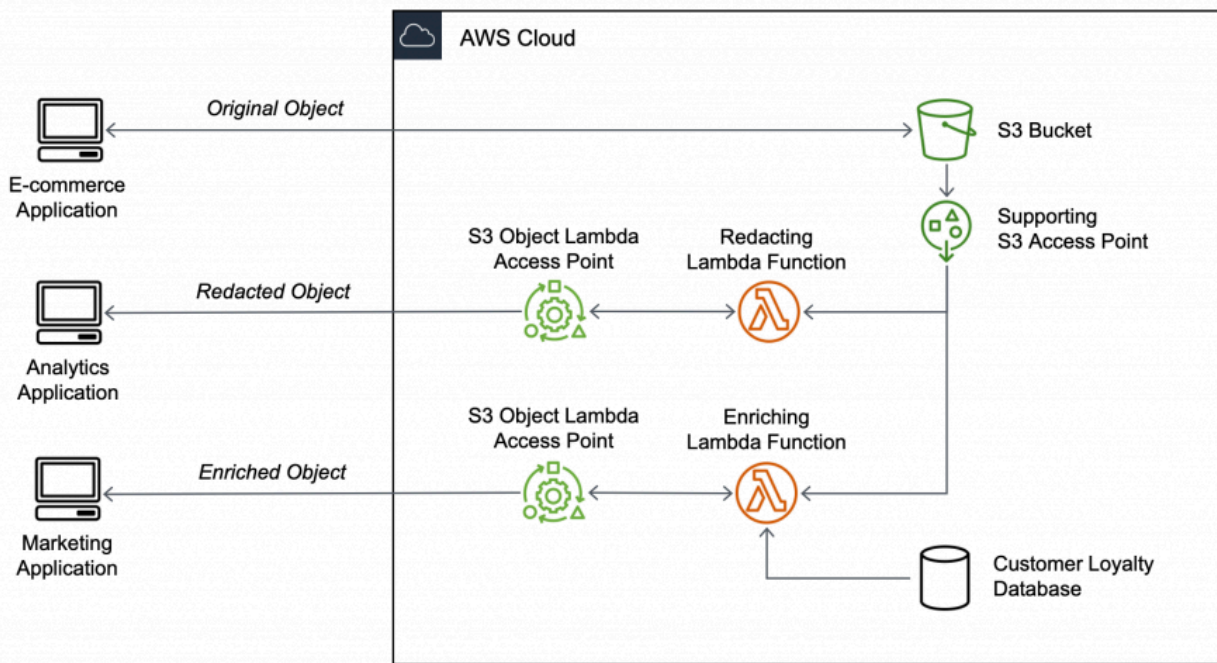 AWS Cloud
Original Object
S3 Bucket
E-commerce
Application
Supporting
S3 Access Point
S3 Object Lambda
Access Point
Redacting
Lambda Function
Redacted Object
Analytics
Application
S3 Object Lambda
Access Point
Enriching
Lambda Function
Enriched Object
Marketing
Application
Customer Loyalty
Database